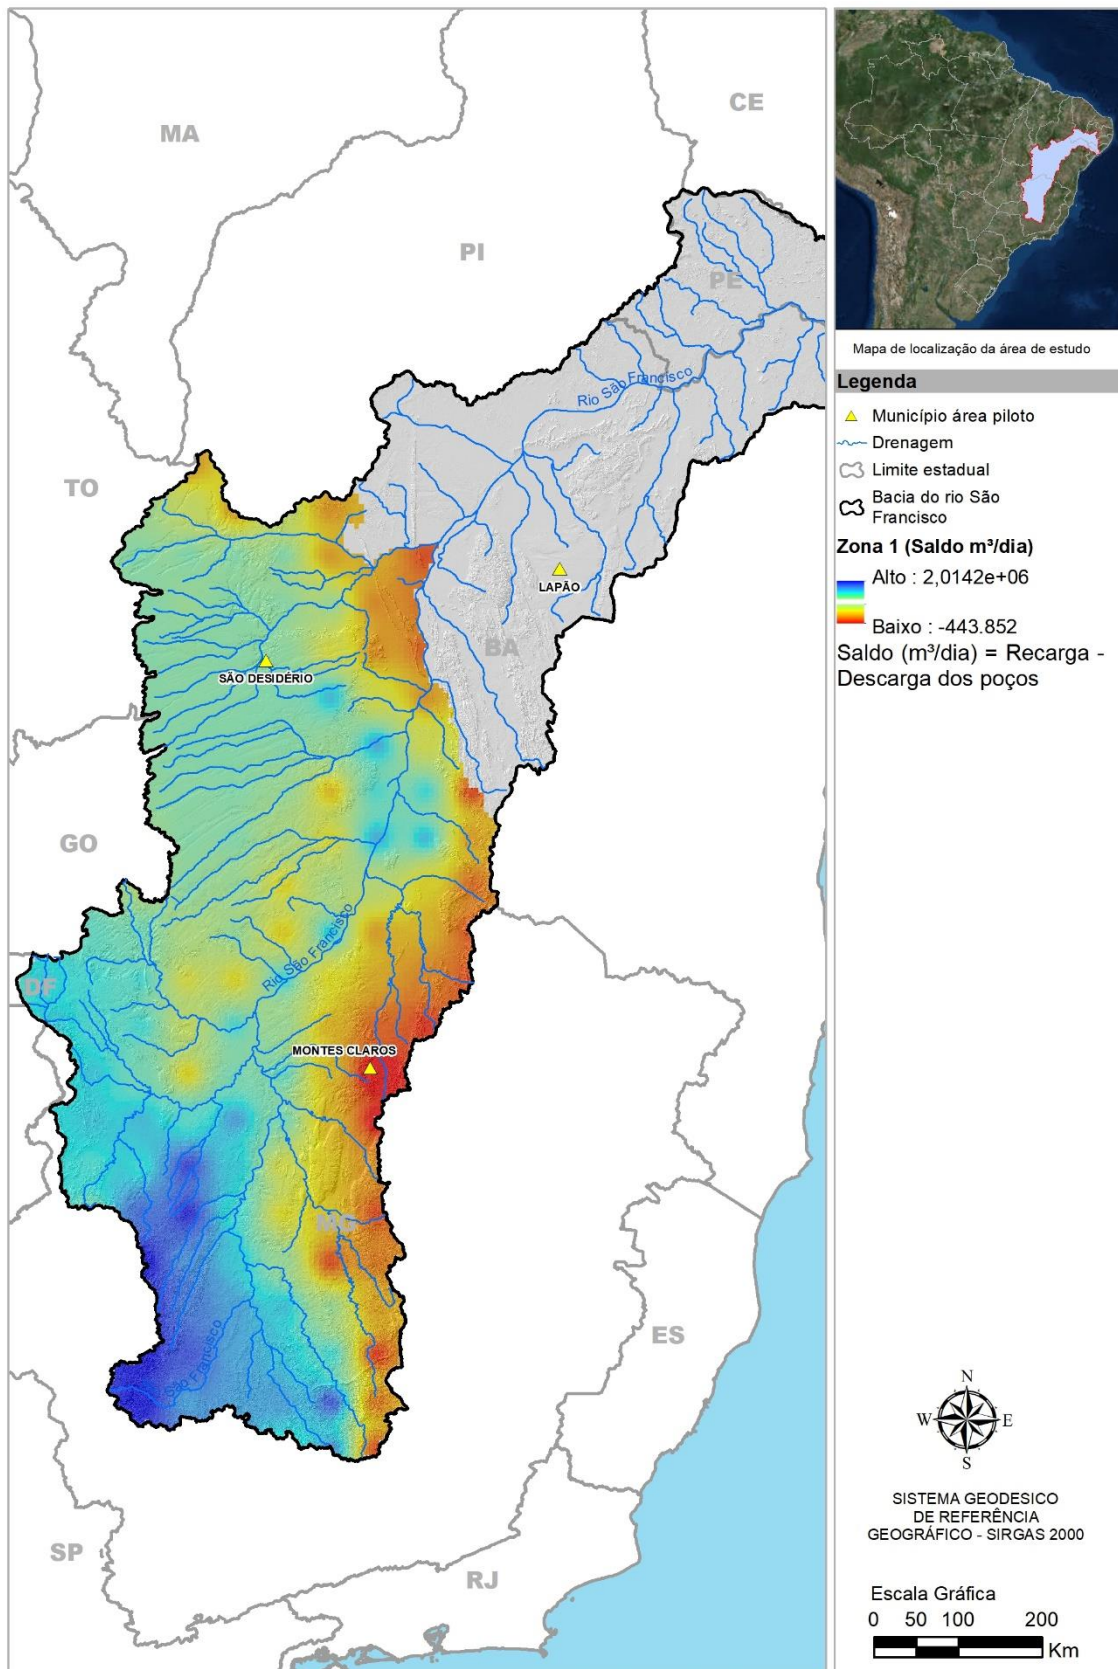 MA
CE
PI
PE
Rio São Francisco
TO
LAPÃO
BA
SÃO DESIDÉRIO
GO
Rio São Francisco
DF
MONTES CLAROS
MG
ES
São Francisco
SP
RJ
Mapa de localização da área de estudo
Legenda
Município área piloto
Drenagem
Limite estadual
Bacia do rio São
Francisco
Zona 1 (Saldo m³/dia)
Alto : 2,0142e+06
Baixo : -443.852
Saldo (m³/dia) = Recarga -
Descarga dos poços
N
W E
S
SISTEMA GEODESICO
DE REFERÊNCIA
GEOGRÁFICO - SIRGAS 2000
Escala Gráfica
0 50 100 200
Km